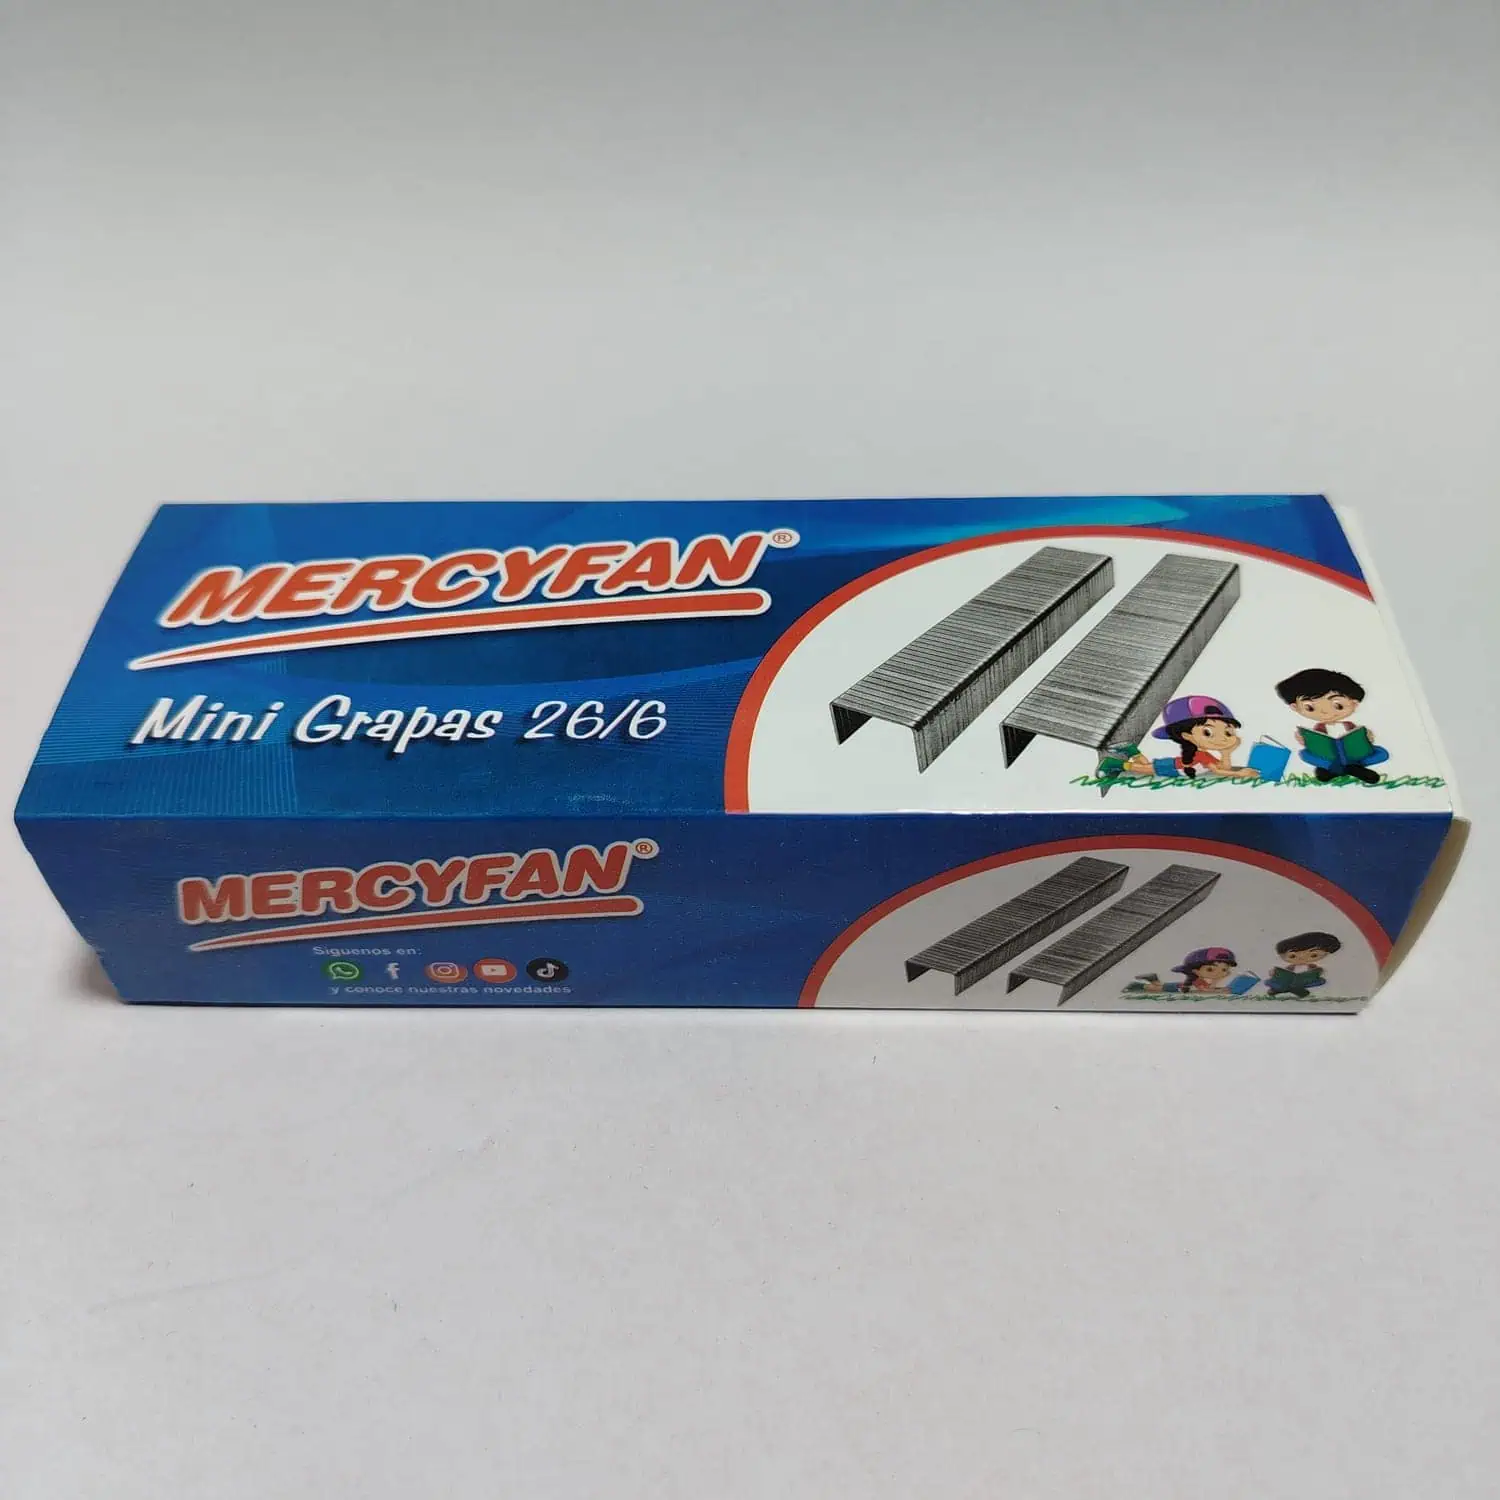 MERCYFAN®
Mini Grapas 26/6
MERCYFAN®
Siguenos en:
y conoce nuestras novedades